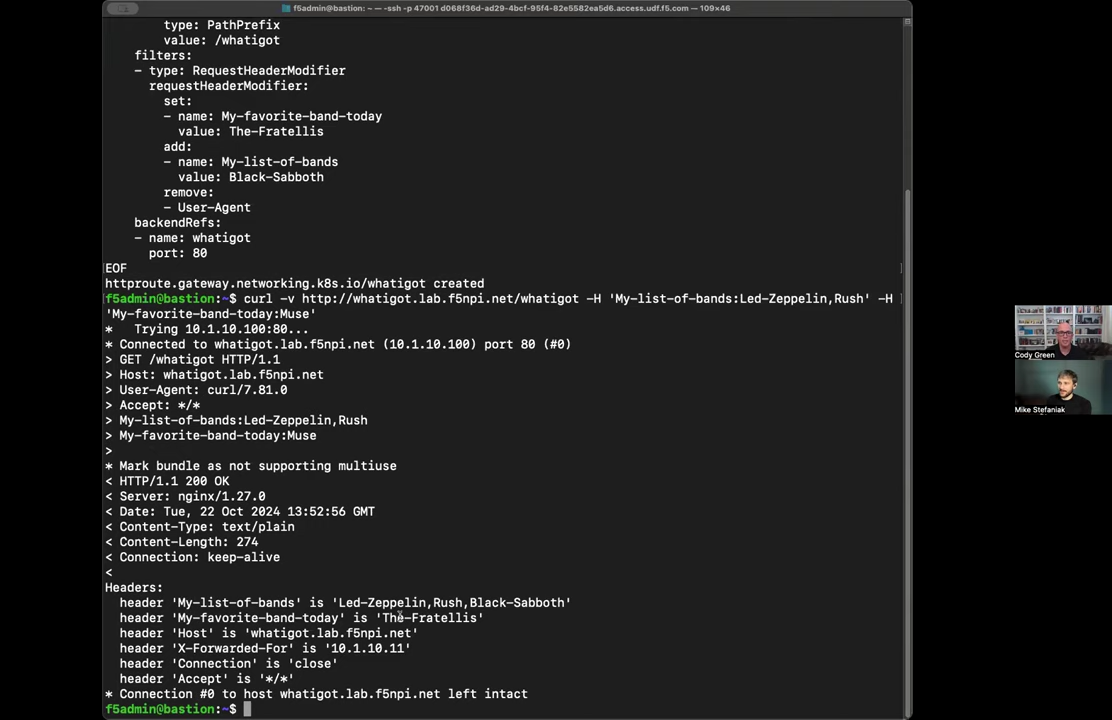 f5admin@bastion: ~ — -ssh -p 47001 d068f36d-ad29-4bcf-95f4-82e5582ea5d6.access.udf.f5.com — 109×46
type: PathPrefix
value: /whatigot
filters:
- type: RequestHeaderModifier
requestHeaderModifier:
set:
- name: My-favorite-band-today
value: The-Fratellis
add:
- name: My-list-of-bands
value: Black-Sabboth
remove:
- User-Agent
backendRefs:
- name: whatigot
port: 80
EOF
httproute.gateway.networking.k8s.io/whatigot created
f5admin@bastion:~$ curl -v http://whatigot.lab.f5npi.net/whatigot -H 'My-list-of-bands:Led-Zeppelin,Rush' -H
'My-favorite-band-today:Muse'
*   Trying 10.1.10.100:80...
* Connected to whatigot.lab.f5npi.net (10.1.10.100) port 80 (#0)
> GET /whatigot HTTP/1.1
> Host: whatigot.lab.f5npi.net
> User-Agent: curl/7.81.0
> Accept: */*
> My-list-of-bands:Led-Zeppelin,Rush
> My-favorite-band-today:Muse
>
* Mark bundle as not supporting multiuse
< HTTP/1.1 200 OK
< Server: nginx/1.27.0
< Date: Tue, 22 Oct 2024 13:52:56 GMT
< Content-Type: text/plain
< Content-Length: 274
< Connection: keep-alive
<
Headers:
header 'My-list-of-bands' is 'Led-Zeppelin,Rush,Black-Sabboth'
header 'My-favorite-band-today' is 'The-Fratellis'
header 'Host' is 'whatigot.lab.f5npi.net'
header 'X-Forwarded-For' is '10.1.10.11'
header 'Connection' is 'close'
header 'Accept' is '*/*'
* Connection #0 to host whatigot.lab.f5npi.net left intact
f5admin@bastion:~$
Cody Green
Mike Stefaniak